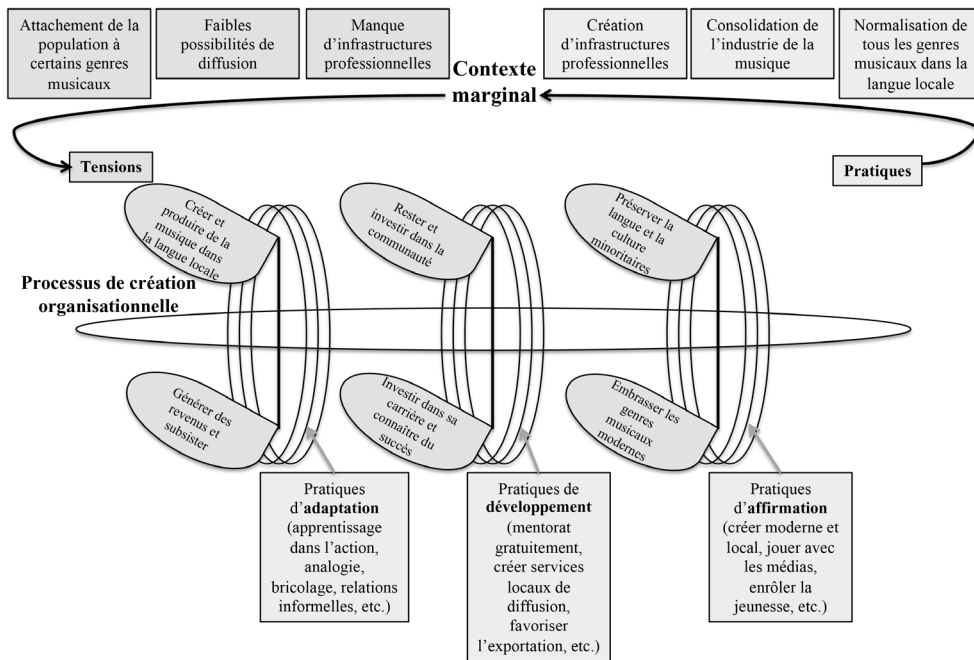 Attachement de la
population à
certains genres
musicaux
Faibles
possibilités de
diffusion
Manque
d’infrastructures
professionnelles
Création
d’infrastructures
professionnelles
Consolidation de
l’industrie de la
musique
Normalisation de
tous les genres
musicaux dans la
langue locale
Contexte
marginal
Tensions
Pratiques
Créer et
produire de la
musique dans
la langue locale
Rester et
investir dans la
communauté
Préserver la
langue et la
culture
minoritaires
Processus de création
organisationnelle
Générer des
revenus et
subsister
Investir dans sa
carrière et
connaître du
succès
Embrasser les
genres
musicaux
modernes
Pratiques
d’adaptation
(apprentissage
dans l’action,
analogie,
bricolage, relations
informelles, etc.)
Pratiques de
développement
(mentorat
gratuitement,
créer services
locaux de
diffusion,
favoriser
l’exportation, etc.)
Pratiques
d’affirmation
(créer moderne et
local, jouer avec
les médias,
enrôler la
jeunesse, etc.)